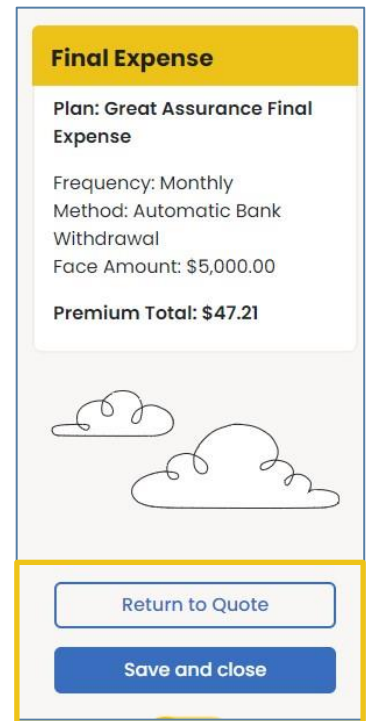 Final Expense
Plan: Great Assurance Final
Expense
Frequency: Monthly
Method: Automatic Bank
Withdrawal
Face Amount: $5,000.00
Premium Total: $47.21
Return to Quote
Save and close